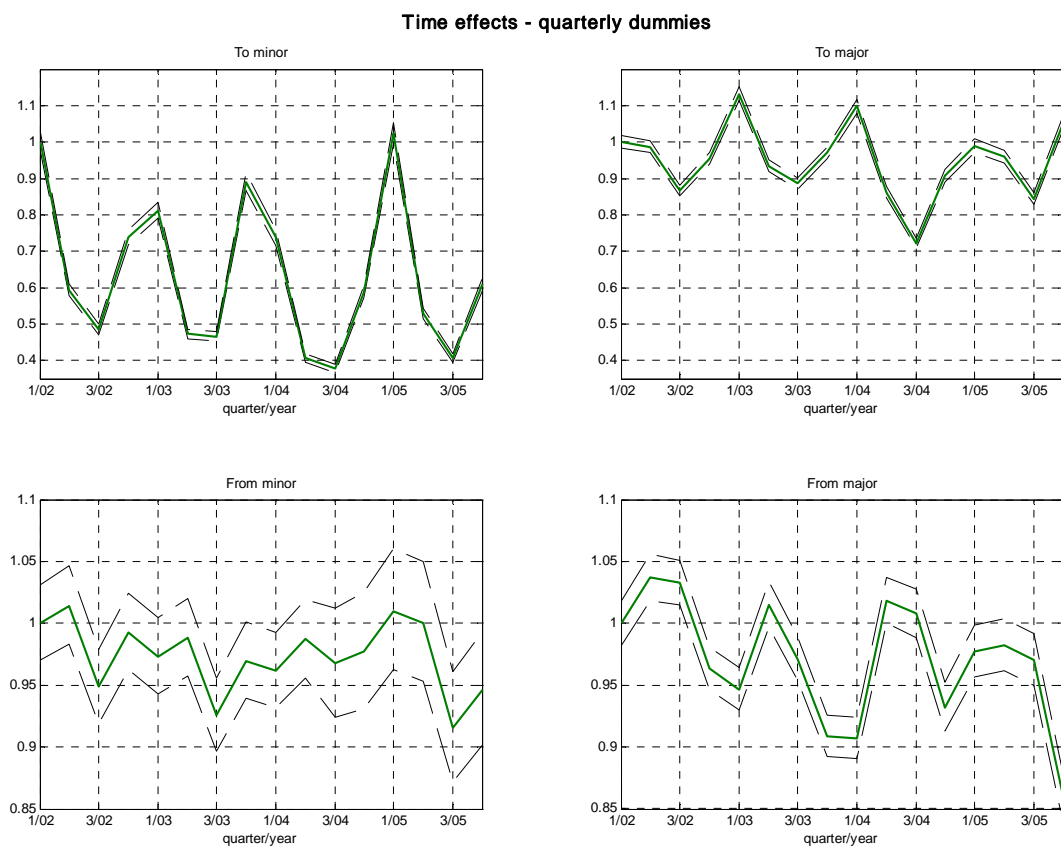 Time effects - quarterly dummies
To minor
1.1
1
0.9
0.8
0.7
0.6
0.5
0.4
1/02 3/02 1/03 3/03 1/04 3/04 1/05 3/05
quarter/year
To major
1.1
1
0.9
0.8
0.7
0.6
0.5
0.4
1/02 3/02 1/03 3/03 1/04 3/04 1/05 3/05
quarter/year
From minor
1.1
1.05
1
0.95
0.9
0.85
1/02 3/02 1/03 3/03 1/04 3/04 1/05 3/05
quarter/year
From major
1.1
1.05
1
0.95
0.9
0.85
1/02 3/02 1/03 3/03 1/04 3/04 1/05 3/05
quarter/year